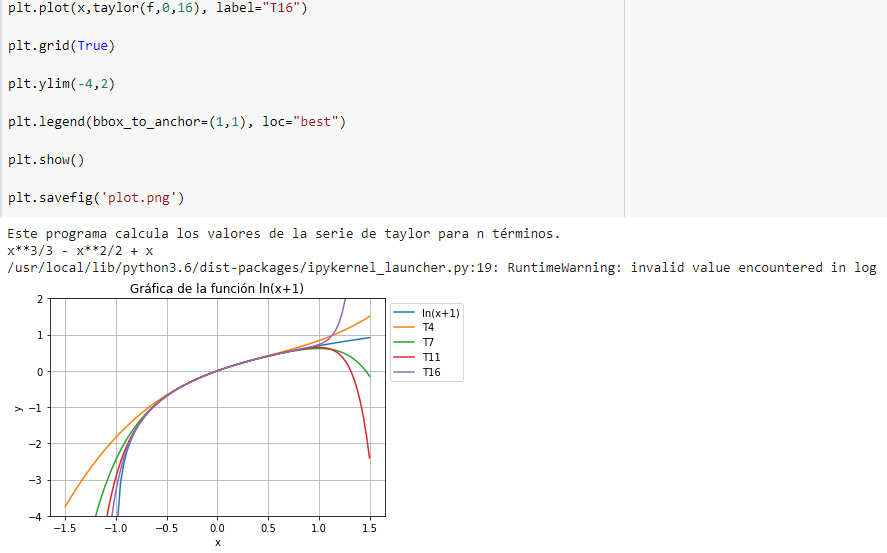 plt.plot(x,taylor(f,0,16), label="T16")
plt.grid(True)
plt.ylim(-4,2)
plt.legend(bbox_to_anchor=(1,1), loc="best")
plt.show()
plt.savefig('plot.png')
Este programa calcula los valores de la serie de taylor para n términos.
x**3/3 - x**2/2 + x
/usr/local/lib/python3.6/dist-packages/ipykernel_launcher.py:19: RuntimeWarning: invalid value encountered in log
Gráfica de la función ln(x+1)
2
1
0
−1
−2
−3
−4
y
−1.5 −1.0 −0.5 0.0 0.5 1.0 1.5
x
ln(x+1)
T4
T7
T11
T16